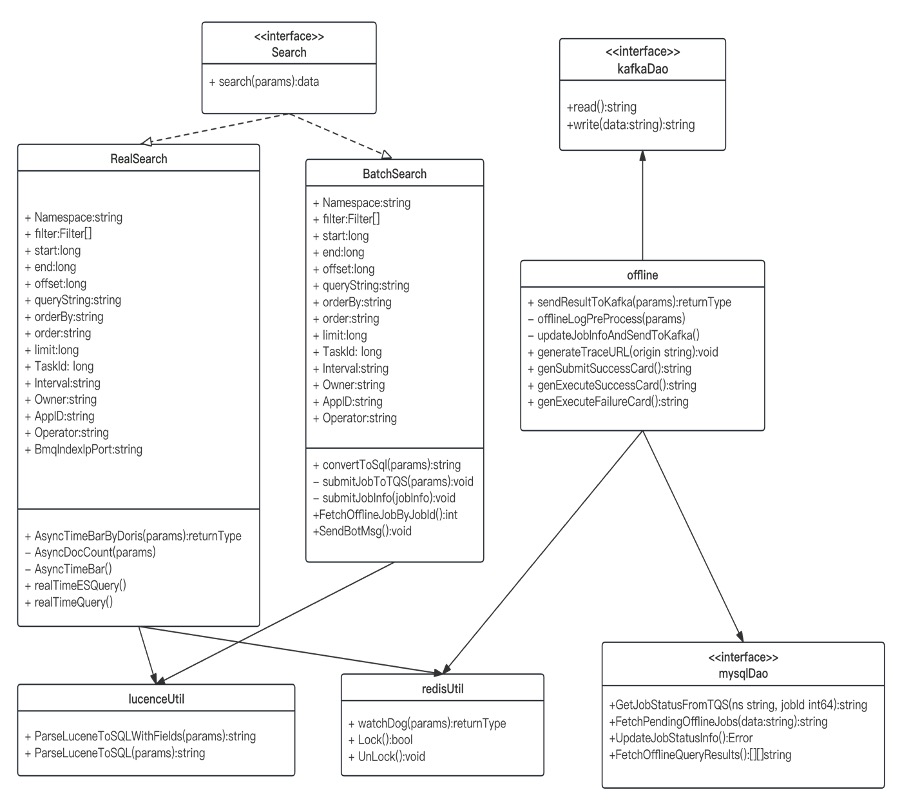 <<interface>>
Search
+ search(params):data
<<interface>>
kafkaDao
+read():string
+write(data:string):string
RealSearch
+ Namespace:string
+ filter:Filter[]
+ start:long
+ end:long
+ offset:long
+ queryString:string
+ orderBy:string
+ order:string
+ limit:long
+ TaskId: long
+ Interval:string
+ Owner:string
+ AppID:string
+ Operator:string
+ BmqIndexIpPort:string
+ AsyncTimeBarByDoris(params):returnType
− AsyncDocCount(params)
− AsyncTimeBar()
+ realTimeESQuery()
+ realTimeQuery()
BatchSearch
+ Namespace:string
+ filter:Filter[]
+ start:long
+ end:long
+ offset:long
+ queryString:string
+ orderBy:string
+ order:string
+ limit:long
+ TaskId: long
+ Interval:string
+ Owner:string
+ AppID:string
+ Operator:string
+ convertToSql(params):string
− submitJobToTQS(params):void
− submitJobInfo(jobInfo):void
+FetchOfflineJobByJobId():int
+SendBotMsg():void
offline
+ sendResultToKafka(params):returnType
− offlineLogPreProcess(params)
− updateJobInfoAndSendToKafka()
+ generateTraceURL(origin string):void
+ genSubmitSuccessCard():string
+ genExecuteSuccessCard():string
+ genExecuteFailureCard():string
lucenceUtil
+ ParseLuceneToSQLWithFields(params):string
+ ParseLuceneToSQL(params):string
redisUtil
+ watchDog(params):returnType
+ Lock():bool
+ UnLock():void
<<interface>>
mysqlDao
+GetJobStatusFromTQS(ns string, jobId int64):string
+FetchPendingOfflineJobs(data:string):string
+UpdateJobStatusInfo():Error
+FetchOfflineQueryResults():[][]string